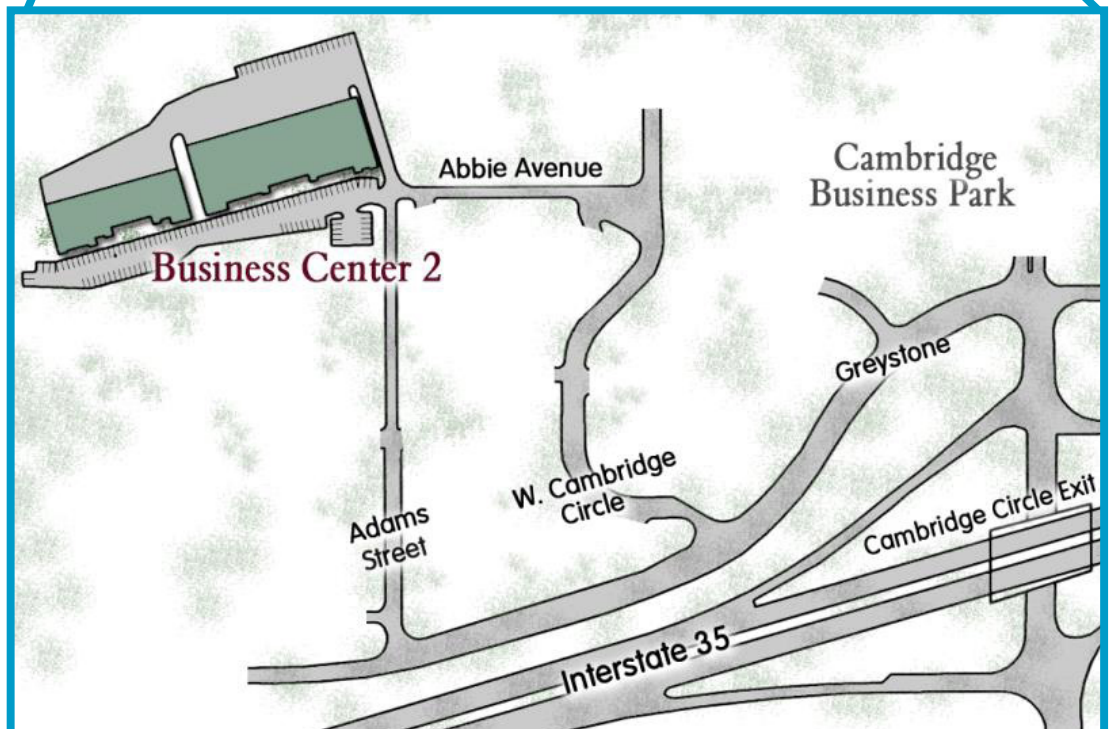 Abbie Avenue
Cambridge
Business Park
Business Center 2
Greystone
W. Cambridge
Circle
Cambridge Circle Exit
Adams
Street
Interstate 35